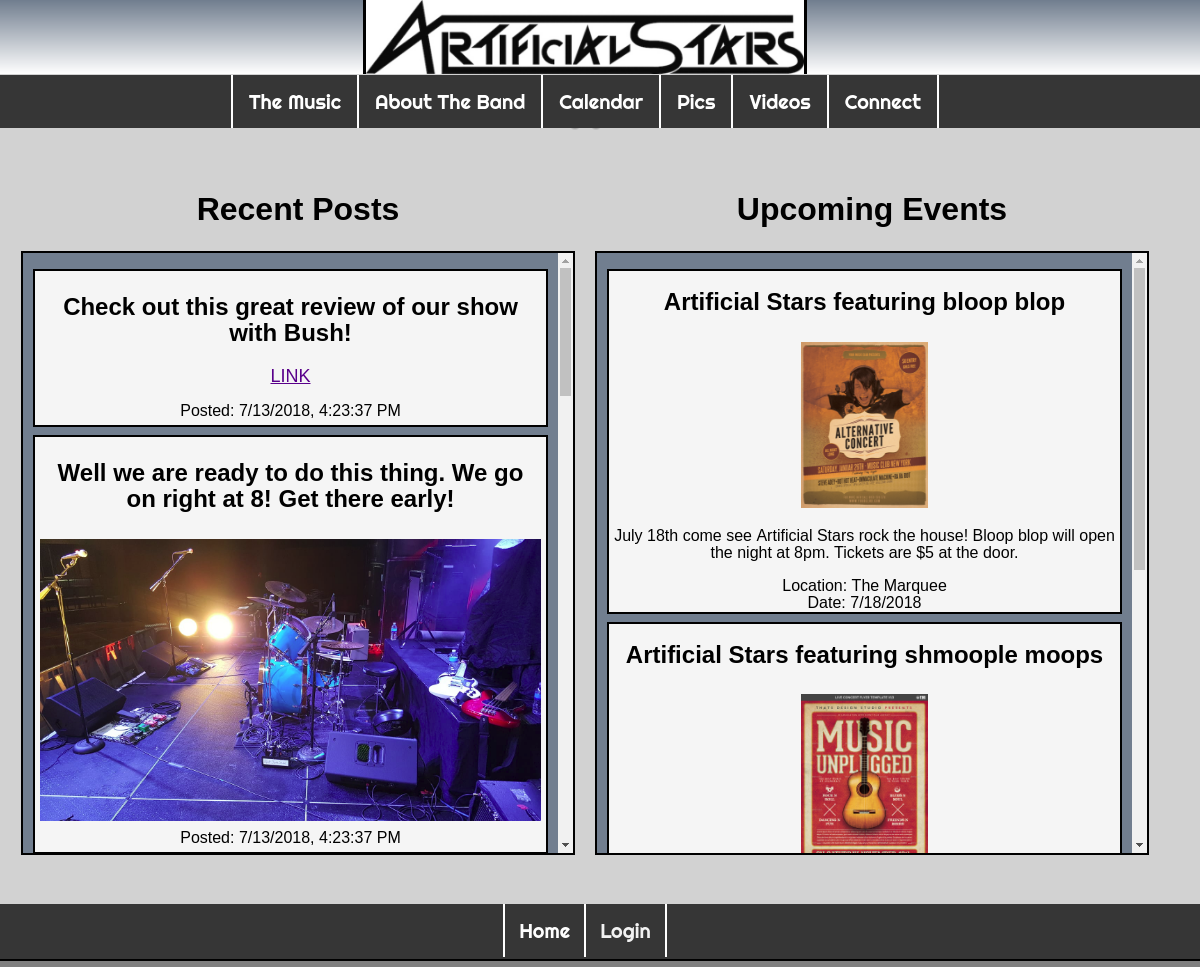 Artificial Stars
The Music
About The Band
Calendar
Pics
Videos
Connect
Recent Posts
Check out this great review of our show
with Bush!
LINK
Posted: 7/13/2018, 4:23:37 PM
Well we are ready to do this thing. We go
on right at 8! Get there early!
Posted: 7/13/2018, 4:23:37 PM
Upcoming Events
Artificial Stars featuring bloop blop
ALTERNATIVE
CONCERT
July 18th come see Artificial Stars rock the house! Bloop blop will open
the night at 8pm. Tickets are $5 at the door.
Location: The Marquee
Date: 7/18/2018
Artificial Stars featuring shmoople moops
MUSIC
UNPLUGGED
Home
Login